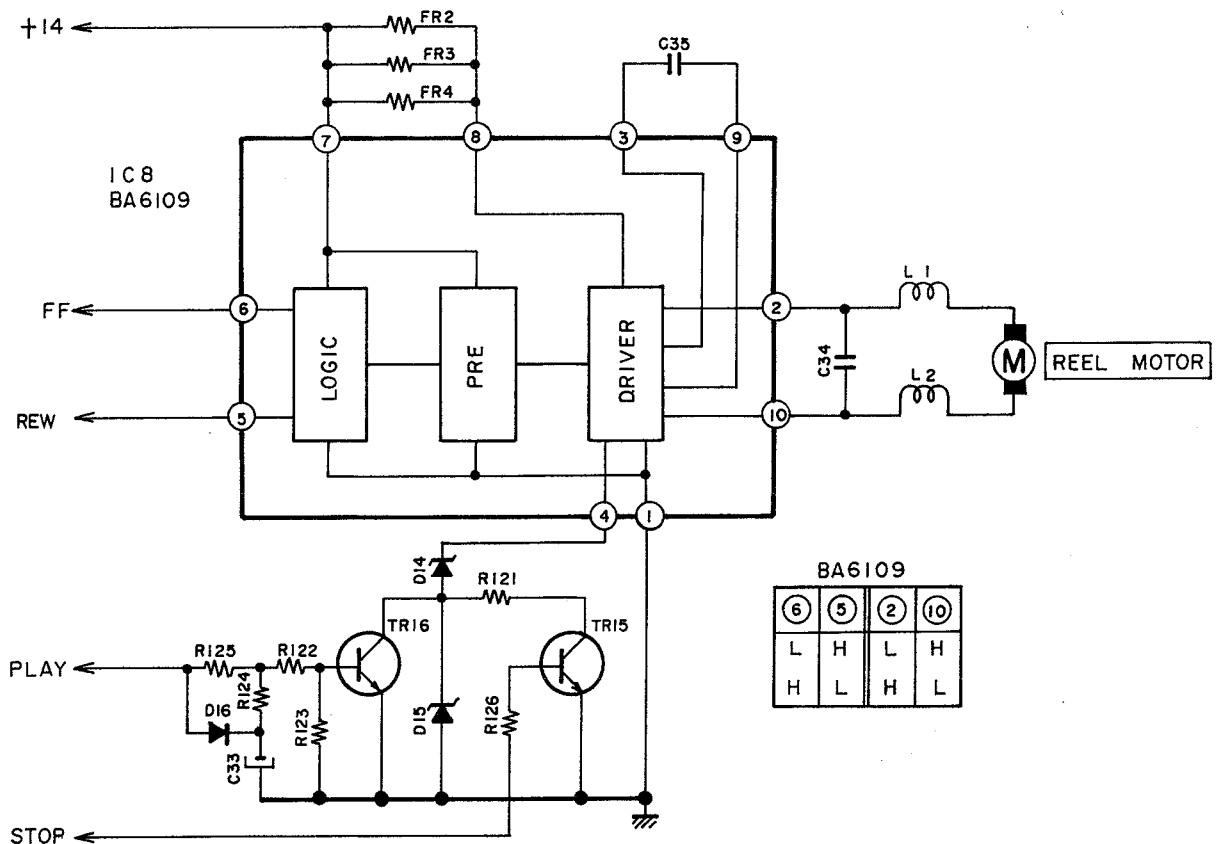 +14
FR2
FR3
FR4
C35
7
8
3
9
IC8
BA6109
FF
6
LOGIC
PRE
DRIVER
2
L1
C34
M
REEL MOTOR
REW
5
10
L2
4
1
D14
R121
TR16
TR15
PLAY
R125
R122
R124
D16
R123
C33
D15
R126
STOP
BA6109
6 5 2 10
L H L H
H L H L